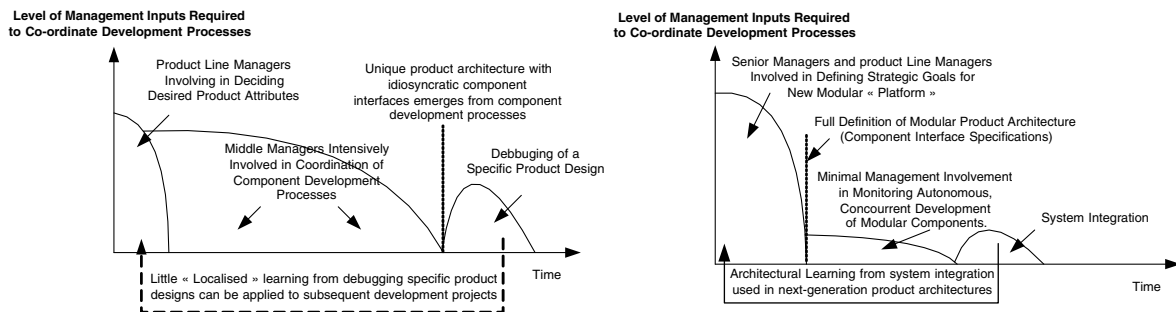 Level of Management Inputs Required
to Co-ordinate Development Processes
Product Line Managers
Involving in Deciding
Desired Product Attributes
Unique product architecture with
idiosyncratic component
interfaces emerges from component
development processes
Middle Managers Intensively
Involved in Coordination of
Component Development
Processes
Debbuging of a
Specific Product Design
Time
Little « Localised » learning from debugging specific product
designs can be applied to subsequent development projects
Level of Management Inputs Required
to Co-ordinate Development Processes
Senior Managers and product Line Managers
Involved in Defining Strategic Goals for
New Modular « Platform »
Full Definition of Modular Product Architecture
(Component Interface Specifications)
Minimal Management Involvement
in Monitoring Autonomous,
Concourrent Development
of Modular Components.
System Integration
Time
Architectural Learning from system integration
used in next-generation product architectures